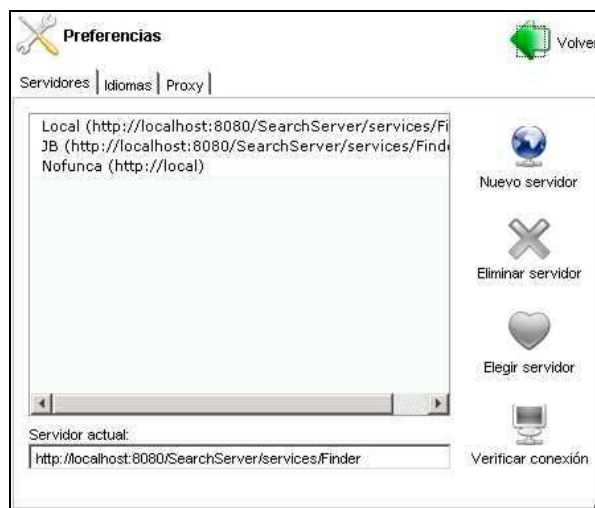 Preferencias
Volver
Servidores Idiomas Proxy
Local (http://localhost:8080/SearchServer/services/Fi
JB (http://localhost:8080/SearchServer/services/Finde
Nofunca (http://local)
Nuevo servidor
Eliminar servidor
Elegir servidor
Servidor actual:
http://localhost:8080/SearchServer/services/Finder
Verificar conexión